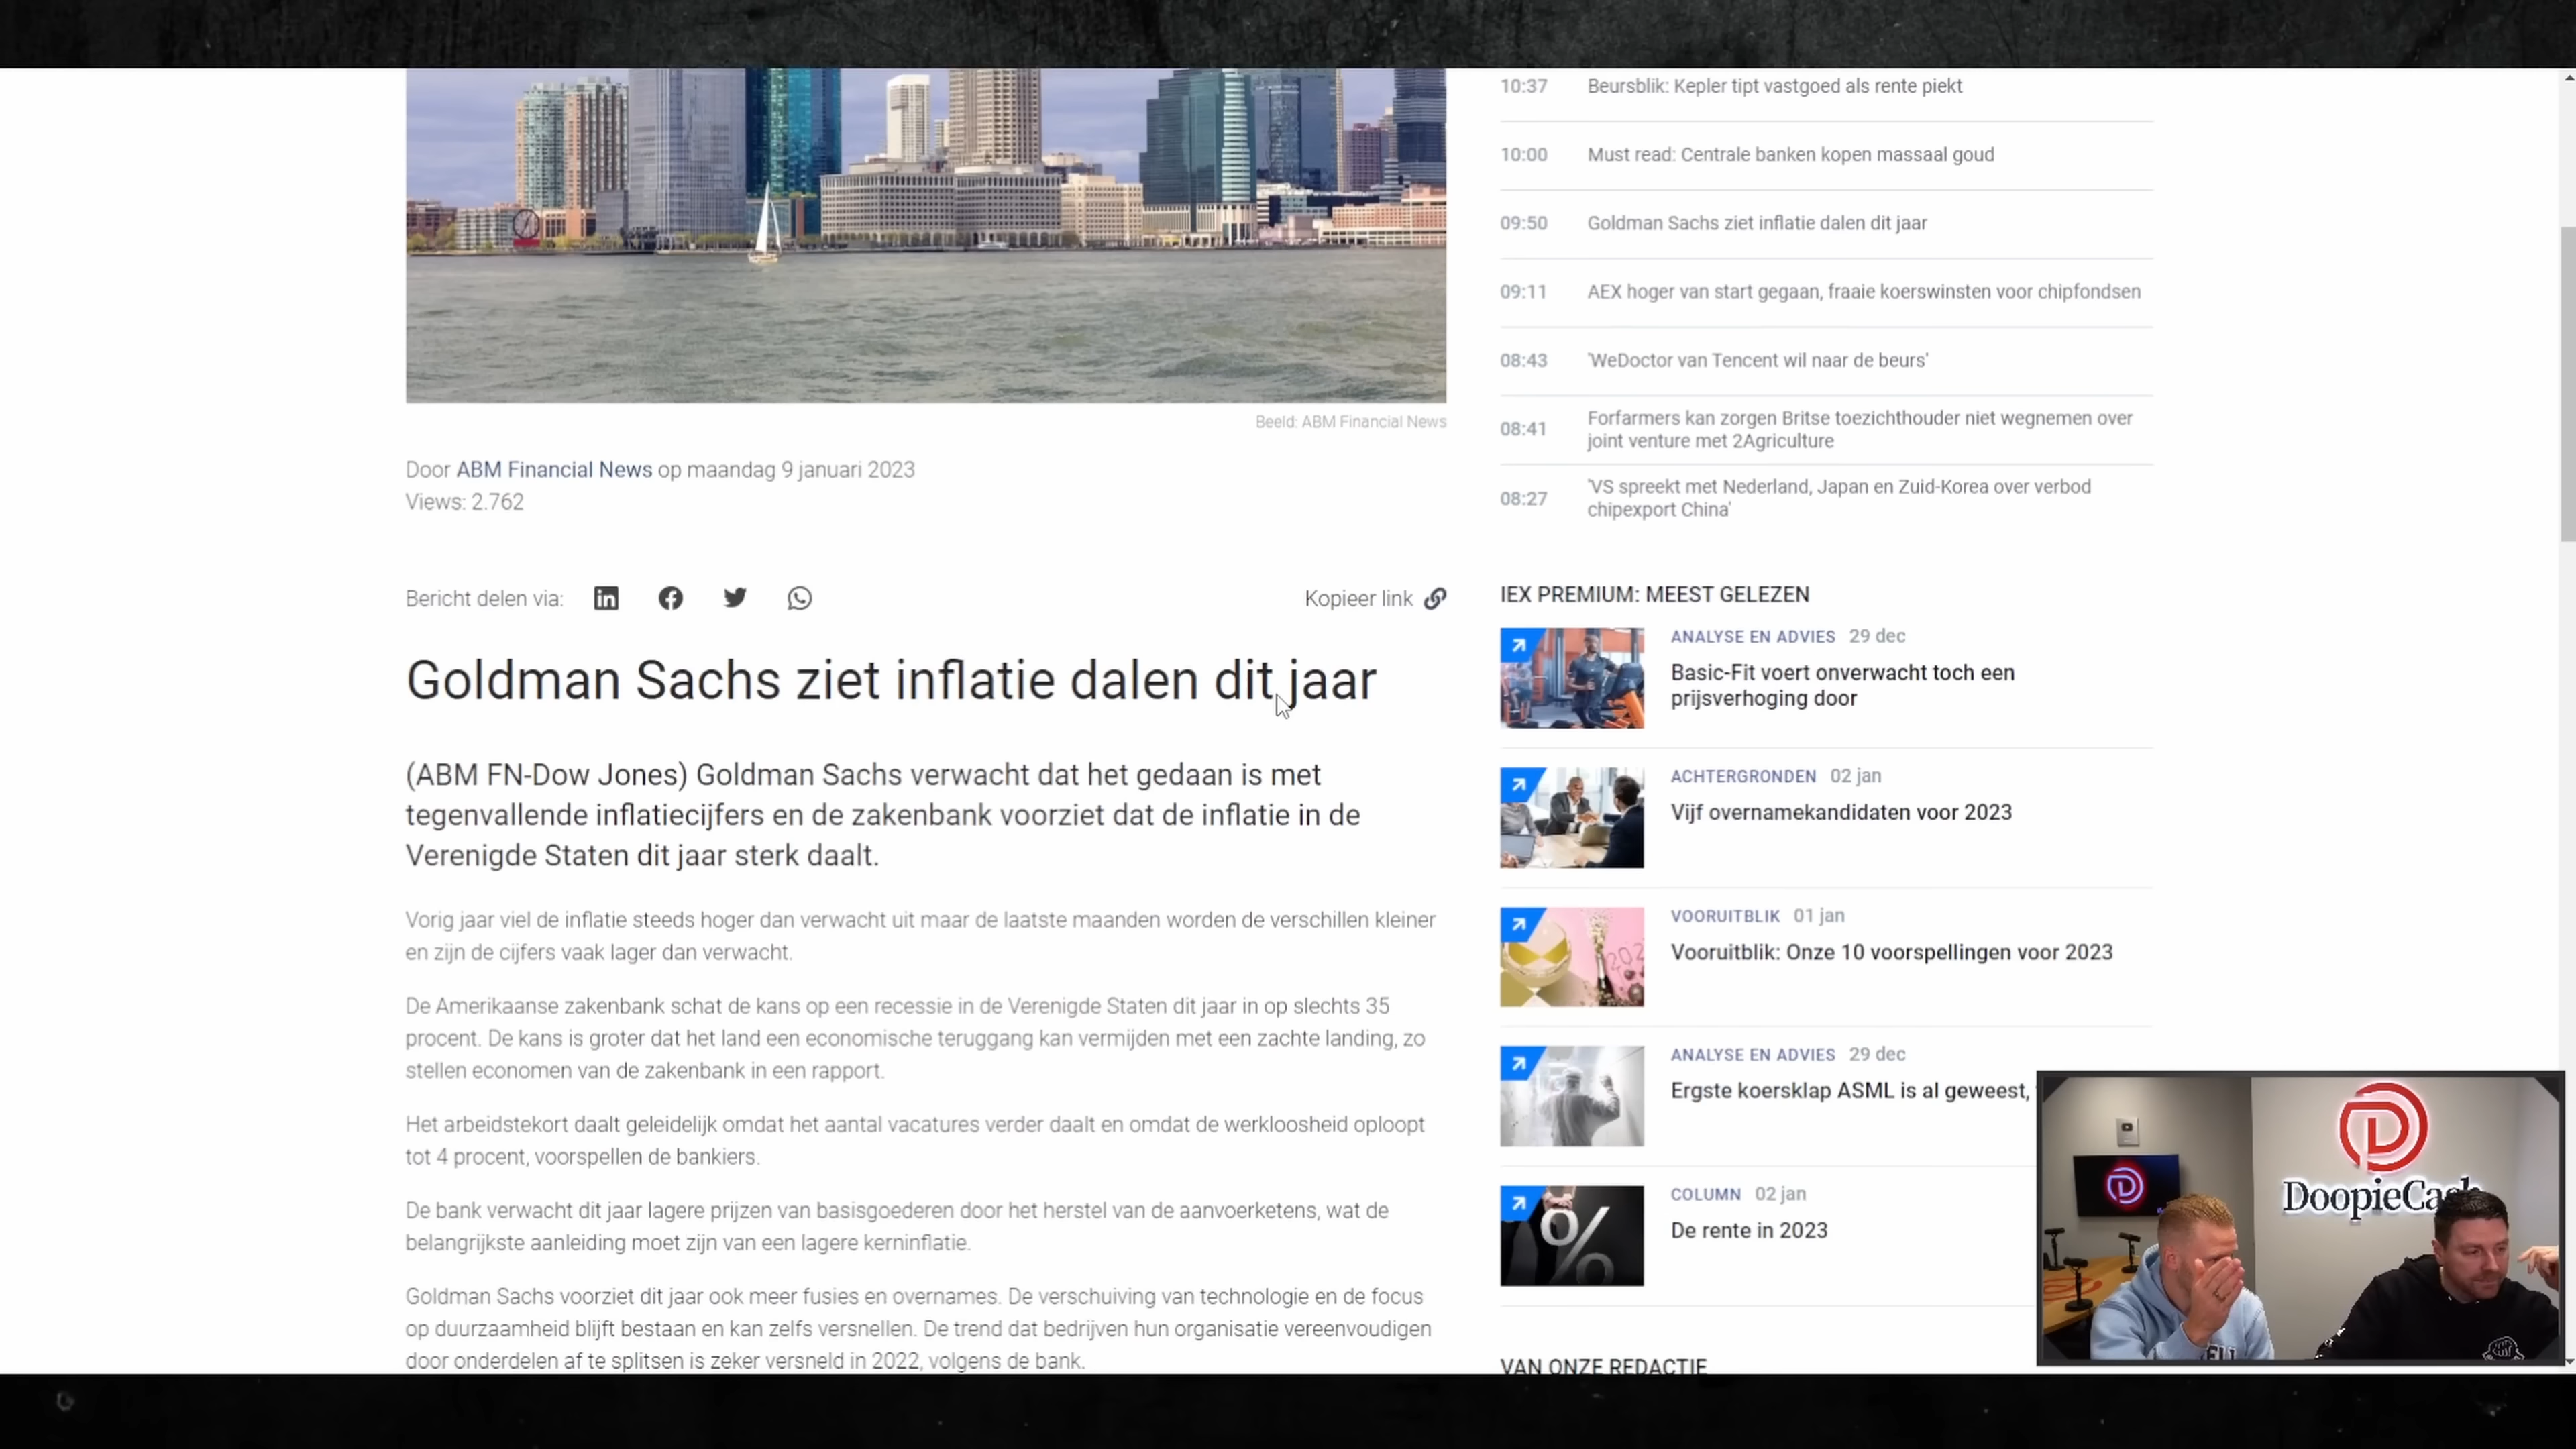 10:37 Beursblik: Kepler tipt vastgoed als rente piekt
10:00 Must read: Centrale banken kopen massaal goud
09:50 Goldman Sachs ziet inflatie dalen dit jaar
09:11 AEX hoger van start gegaan, fraaie koerswinsten voor chipfondsen
08:43 'WeDoctor van Tencent wil naar de beurs'
08:41 Forfarmers kan zorgen Britse toezichthouder niet wegnemen over
joint venture met 2Agriculture
08:27 'VS spreekt met Nederland, Japan en Zuid-Korea over verbod
chipexport China'
Beeld: ABM Financial News
Door ABM Financial News op maandag 9 januari 2023
Views: 2.762
Bericht delen via:
Kopieer link
Goldman Sachs ziet inflatie dalen dit jaar
(ABM FN-Dow Jones) Goldman Sachs verwacht dat het gedaan is met
tegenvallende inflatiecijfers en de zakenbank voorziet dat de inflatie in de
Verenigde Staten dit jaar sterk daalt.
Vorig jaar viel de inflatie steeds hoger dan verwacht uit maar de laatste maanden worden de verschillen kleiner
en zijn de cijfers vaak lager dan verwacht.
De Amerikaanse zakenbank schat de kans op een recessie in de Verenigde Staten dit jaar in op slechts 35
procent. De kans is groter dat het land een economische teruggang kan vermijden met een zachte landing, zo
stellen economen van de zakenbank in een rapport.
Het arbeidstekort daalt geleidelijk omdat het aantal vacatures verder daalt en omdat de werkloosheid oploopt
tot 4 procent, voorspellen de bankiers.
De bank verwacht dit jaar lagere prijzen van basisgoederen door het herstel van de aanvoerketens, wat de
belangrijkste aanleiding moet zijn van een lagere kerninflatie.
Goldman Sachs voorziet dit jaar ook meer fusies en overnames. De verschuiving van technologie en de focus
op duurzaamheid blijft bestaan en kan zelfs versnellen. De trend dat bedrijven hun organisatie vereenvoudigen
door onderdelen af te splitsen is zeker versneld in 2022, volgens de bank.
IEX PREMIUM: MEEST GELEZEN
ANALYSE EN ADVIES 29 dec
Basic-Fit voert onverwacht toch een
prijsverhoging door
ACHTERGRONDEN 02 jan
Vijf overnamekandidaten voor 2023
VOORUITBLIK 01 jan
Vooruitblik: Onze 10 voorspellingen voor 2023
ANALYSE EN ADVIES 29 dec
Ergste koersklap ASML is al geweest,
COLUMN 02 jan
De rente in 2023
%
VAN ONZE REDACTIE
DoopieCash